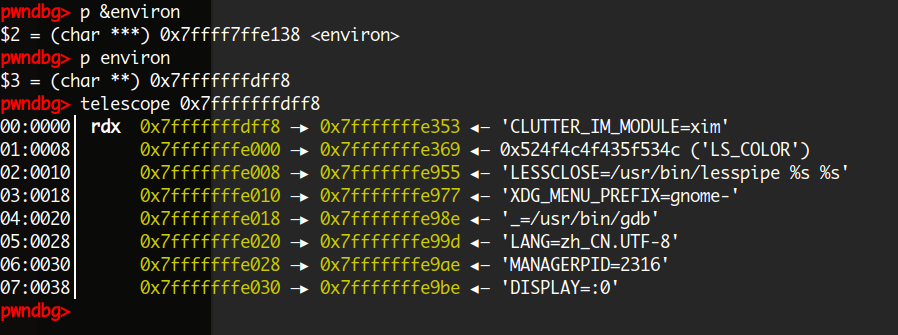 pwndbg> p &environ
$2 = (char ***) 0x7ffff7ffe138 <environ>
pwndbg> p environ
$3 = (char **) 0x7fffffffdff8
pwndbg> telescope 0x7fffffffdff8
00:0000│ rdx 0x7fffffffdff8 —▸ 0x7fffffffe353 ◂— 'CLUTTER_IM_MODULE=xim'
01:0008│ 0x7fffffffe000 —▸ 0x7fffffffe369 ◂— 0x524f4c4f435f534c ('LS_COLOR')
02:0010│ 0x7fffffffe008 —▸ 0x7fffffffe955 ◂— 'LESSCLOSE=/usr/bin/lesspipe %s %s'
03:0018│ 0x7fffffffe010 —▸ 0x7fffffffe977 ◂— 'XDG_MENU_PREFIX=gnome-'
04:0020│ 0x7fffffffe018 —▸ 0x7fffffffe98e ◂— '_=/usr/bin/gdb'
05:0028│ 0x7fffffffe020 —▸ 0x7fffffffe99d ◂— 'LANG=zh_CN.UTF-8'
06:0030│ 0x7fffffffe028 —▸ 0x7fffffffe9ae ◂— 'MANAGERPID=2316'
07:0038│ 0x7fffffffe030 —▸ 0x7fffffffe9be ◂— 'DISPLAY=:0'
pwndbg>